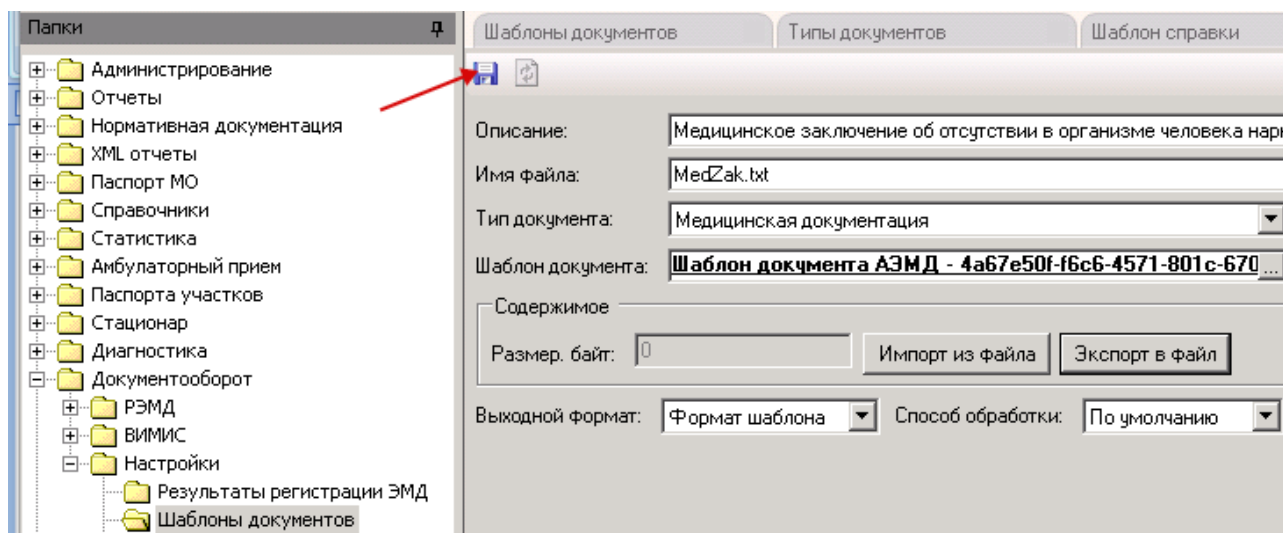 Папки
Администрирование
Отчеты
Нормативная документация
XML отчеты
Паспорт МО
Справочники
Статистика
Амбулаторный прием
Паспорта участков
Стационар
Диагностика
Документооборот
РЭМД
ВИМИС
Настройки
Результаты регистрации ЭМД
Шаблоны документов
Шаблоны документов Типы документов Шаблон справки
Описание: Медицинское заключение об отсутствии в организме человека нар
Имя файла: MedZak.txt
Тип документа: Медицинская документация
Шаблон документа: Шаблон документа АЭМД - 4a67e50f-f6c6-4571-801c-670 ...
Содержимое
Размер. байт: 0 Импорт из файла Экспорт в файл
Выходной формат: Формат шаблона Способ обработки: По умолчанию